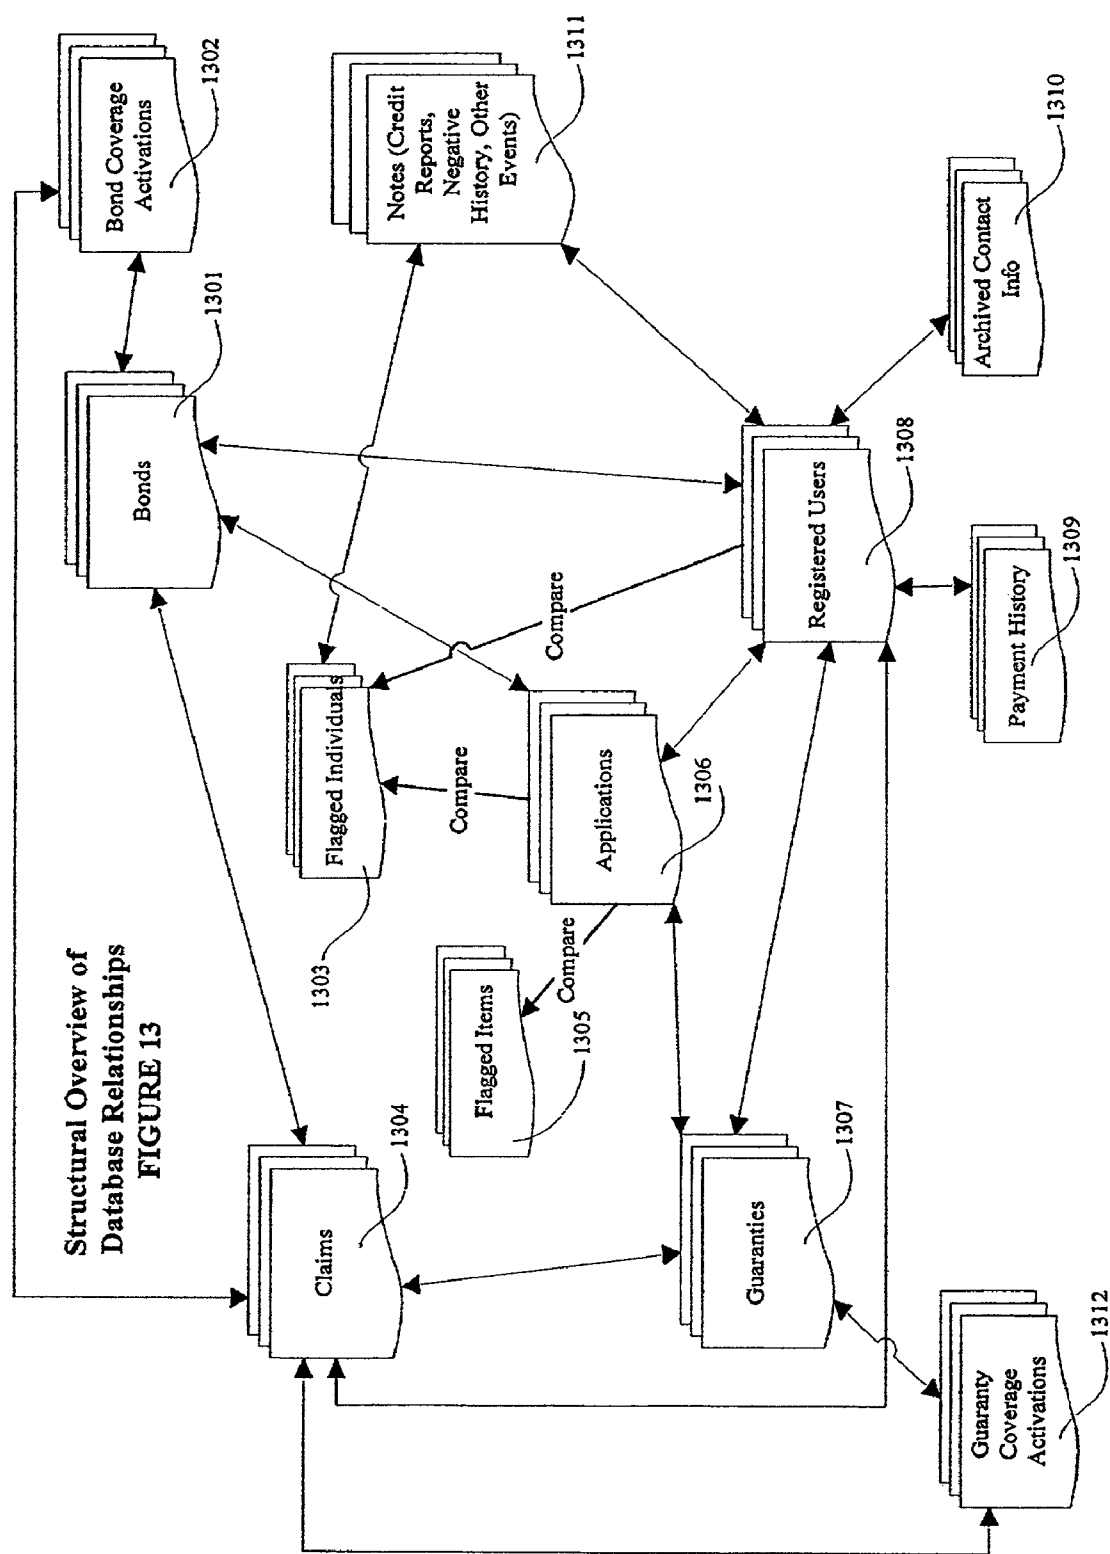 Structural Overview of
Database Relationships
FIGURE 13
Bond Coverage
Activations
1302
Bonds
1301
Claims
1304
Flagged Individuals
1303
Notes (Credit
Reports,
Negative
History, Other
Events)
1311
Flagged Items
1305
Compare
Compare
Compare
Applications
1306
Guaranties
1307
Registered Users
1308
Guaranty
Coverage
Activations
1312
Payment History
1309
Archived Contact
Info
1310